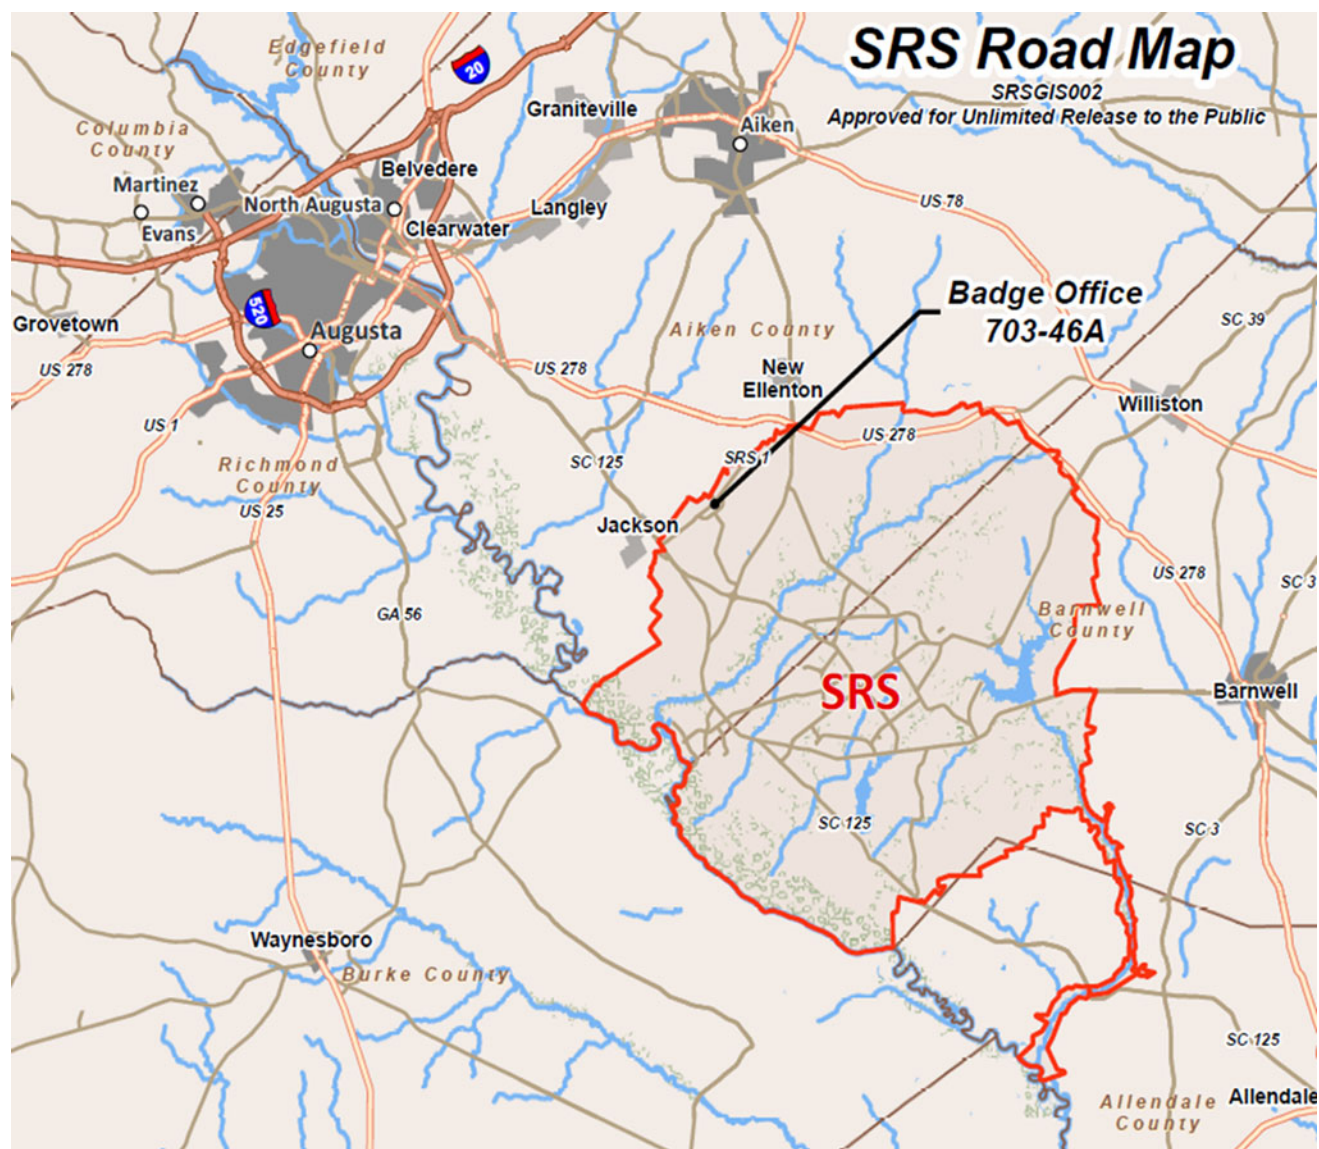 SRS Road Map
SRSGIS002
Approved for Unlimited Release to the Public
Edgefield
County
20
Columbia
County
Graniteville
Aiken
Belvedere
Martinez
North Augusta
Evans
Clearwater
Langley
US 78
Badge Office
703-46A
520
Grovetown
Augusta
Aiken County
SC 39
US 278
US 278
New
Ellenton
Williston
US 1
US 278
SC 125
SRS 1
Richmond
County
US 25
Jackson
US 278
SC 3
GA 56
Barnwell
County
SRS
Barnwell
SC 125
SC 3
Waynesboro
Burke County
SC 125
Allendale
County
Allendale